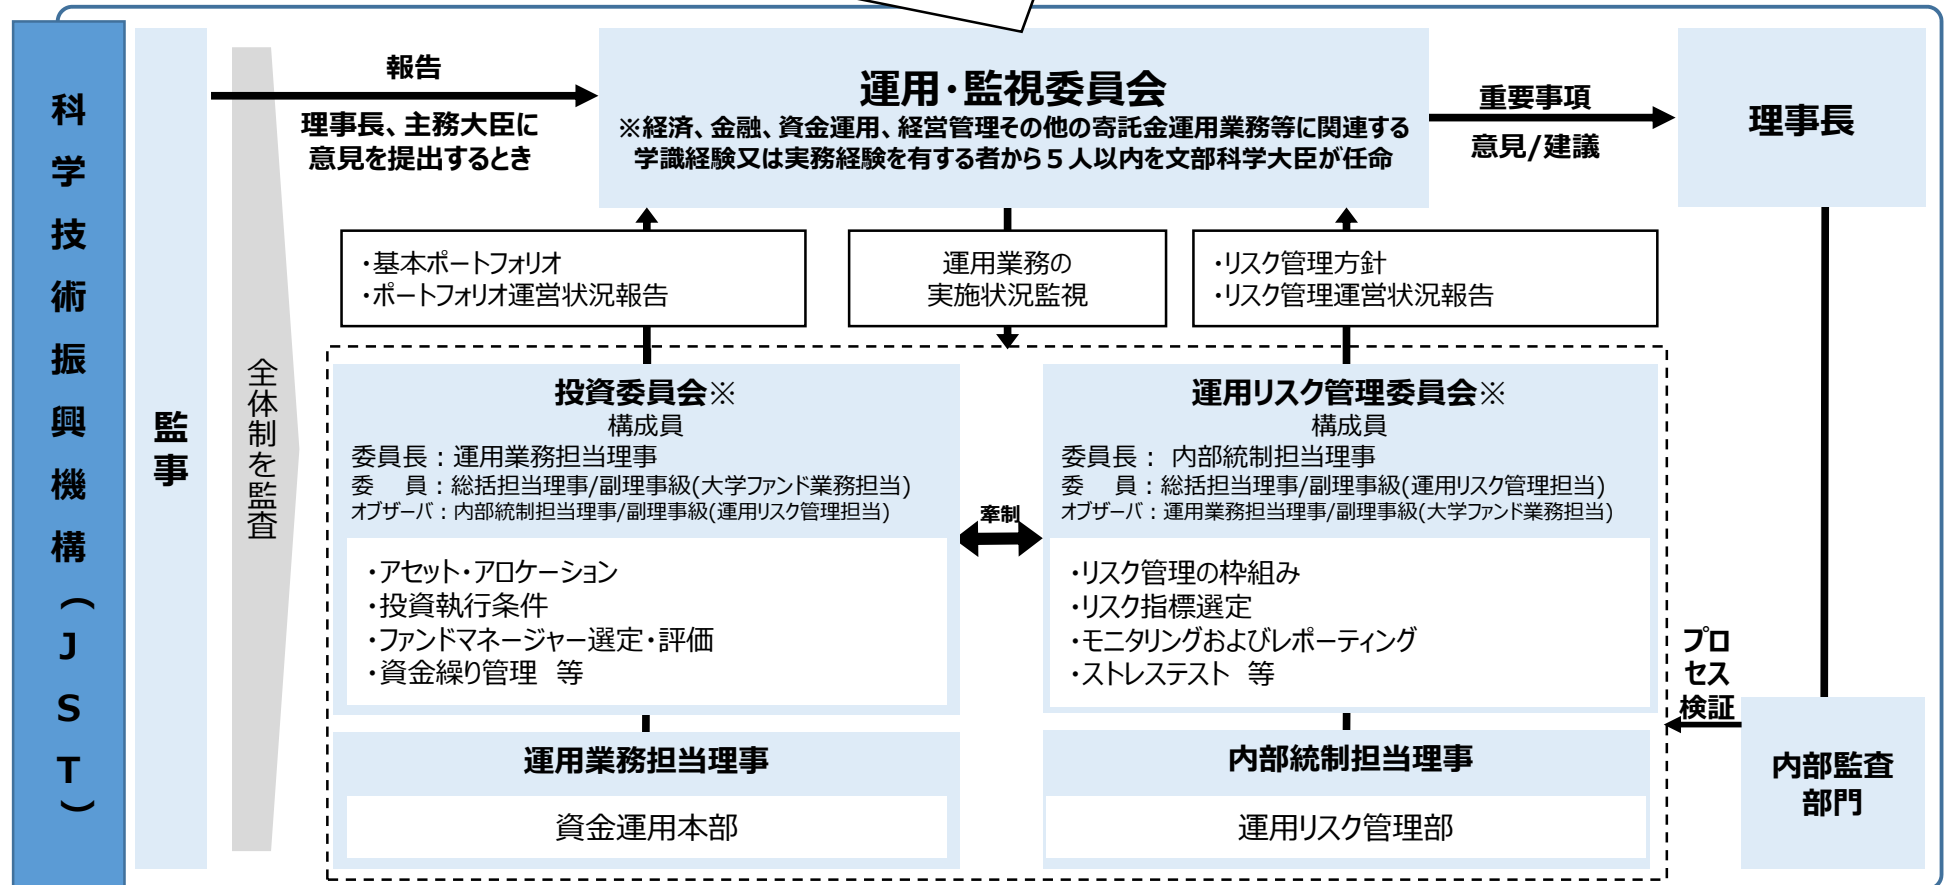 科学技術振興機構（JST）
監事
全体制を監査
報告
理事長、主務大臣に
意見を提出するとき
運用・監視委員会
※経済、金融、資金運用、経営管理その他の寄託金運用業務等に関連する
学識経験又は実務経験を有する者から５人以内を文部科学大臣が任命
重要事項
意見/建議
理事長
・基本ポートフォリオ
・ポートフォリオ運営状況報告
運用業務の
実施状況監視
・リスク管理方針
・リスク管理運営状況報告
投資委員会※
構成員
委員長：運用業務担当理事
委　員：総括担当理事/副理事級(大学ファンド業務担当)
オブザーバ：内部統制担当理事/副理事級(運用リスク管理担当)
・アセット・アロケーション
・投資執行条件
・ファンドマネージャー選定・評価
・資金繰り管理　等
牽制
運用リスク管理委員会※
構成員
委員長： 内部統制担当理事
委　員：総括担当理事/副理事級(運用リスク管理担当)
オブザーバ：運用業務担当理事/副理事級(大学ファンド業務担当)
・リスク管理の枠組み
・リスク指標選定
・モニタリングおよびレポーティング
・ストレステスト　等
プロ
セス
検証
運用業務担当理事
資金運用本部
内部統制担当理事
運用リスク管理部
内部監査
部門